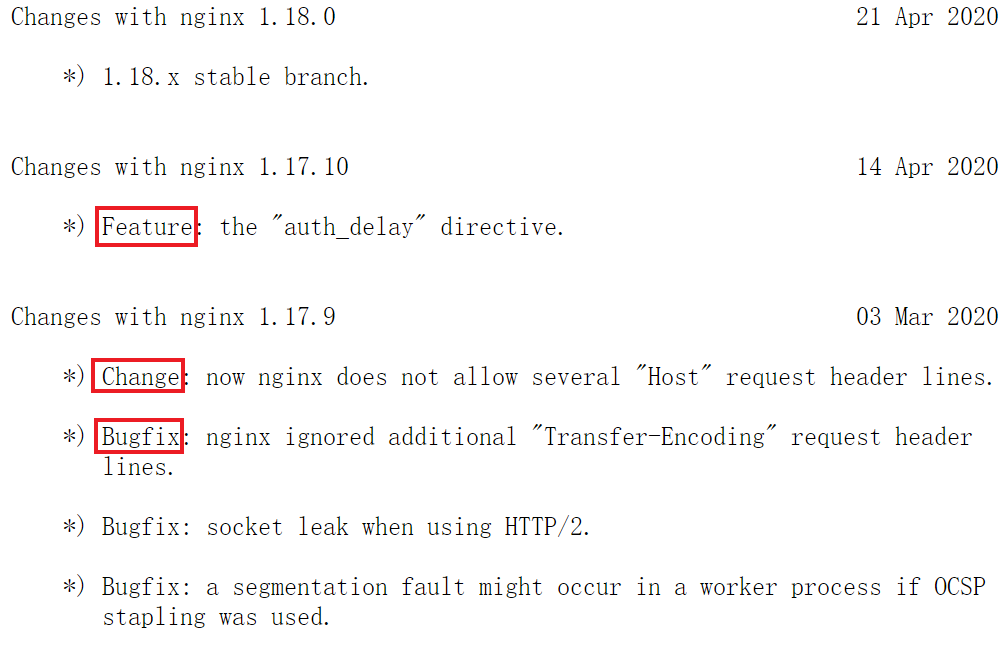 Changes with nginx 1.18.0 21 Apr 2020
*) 1.18.x stable branch.
Changes with nginx 1.17.10 14 Apr 2020
*) Feature: the "auth_delay" directive.
Changes with nginx 1.17.9 03 Mar 2020
*) Change: now nginx does not allow several "Host" request header lines.
*) Bugfix: nginx ignored additional "Transfer-Encoding" request header
lines.
*) Bugfix: socket leak when using HTTP/2.
*) Bugfix: a segmentation fault might occur in a worker process if OCSP
stapling was used.